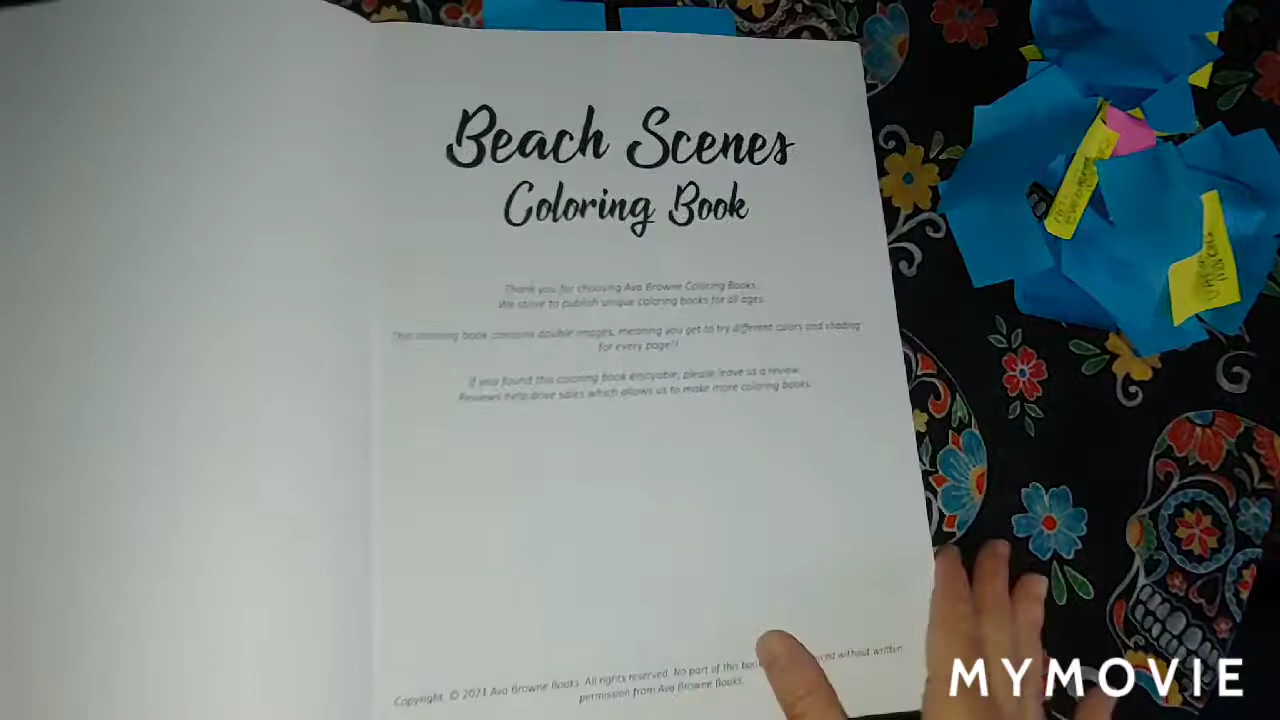 Beach Scenes
Coloring Book
Thank you for choosing Ava Browne Coloring Books.
We strive to publish unique coloring books for all ages.
This coloring book contains double images, meaning you get to try different colors and shading
for every page!!
If you found this coloring book enjoyable, please leave us a review.
Reviews help drive sales which allows us to make more coloring books.
Copyright © 2021 Ava Browne Books. All rights reserved. No part of this without written
permission from Ava Browne Books.
MYMOVIE